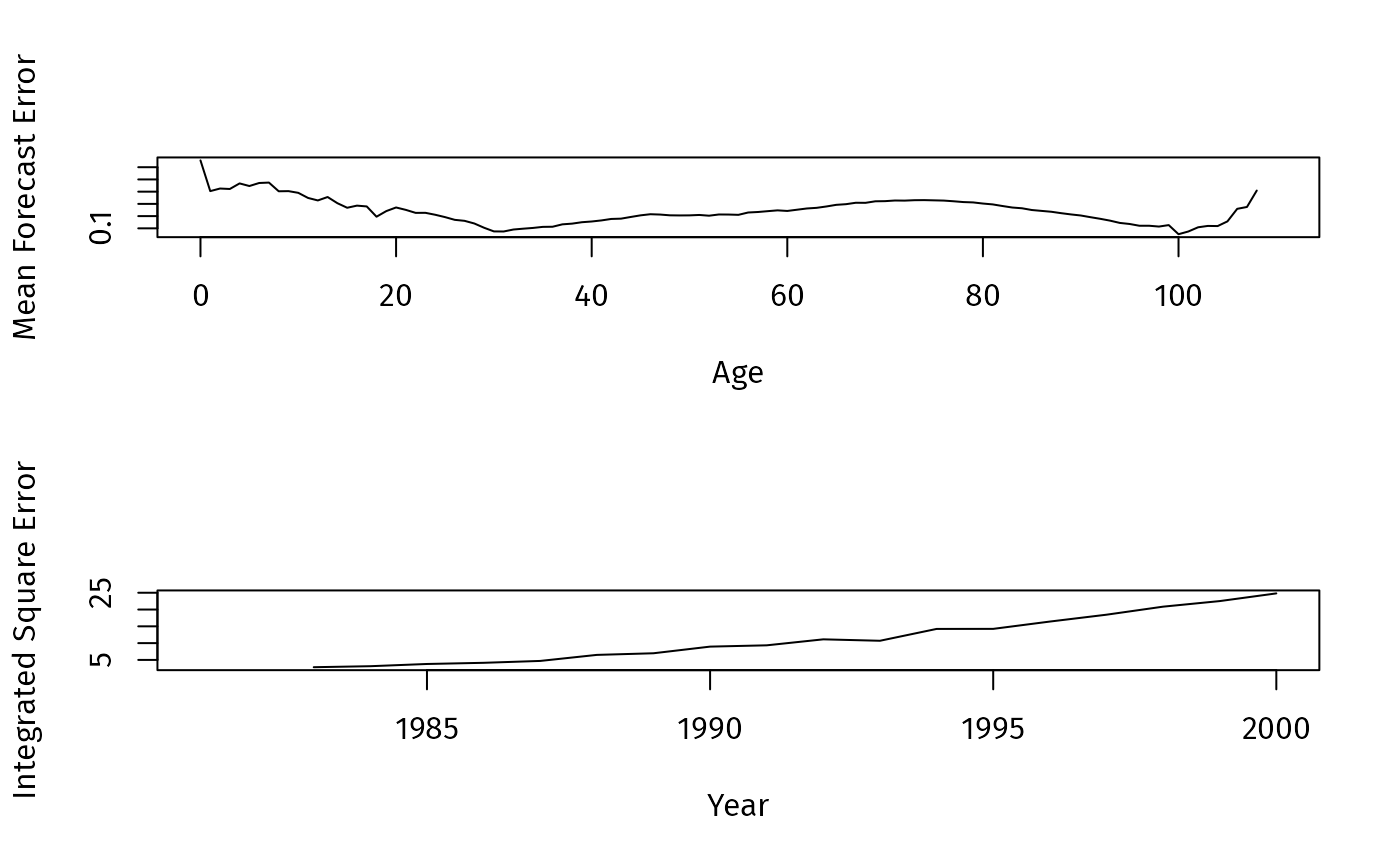 Mean Forecast Error
0.1
0 20 40 60 80 100
Age
Integrated Square Error
25
5
1985 1990 1995 2000
Year